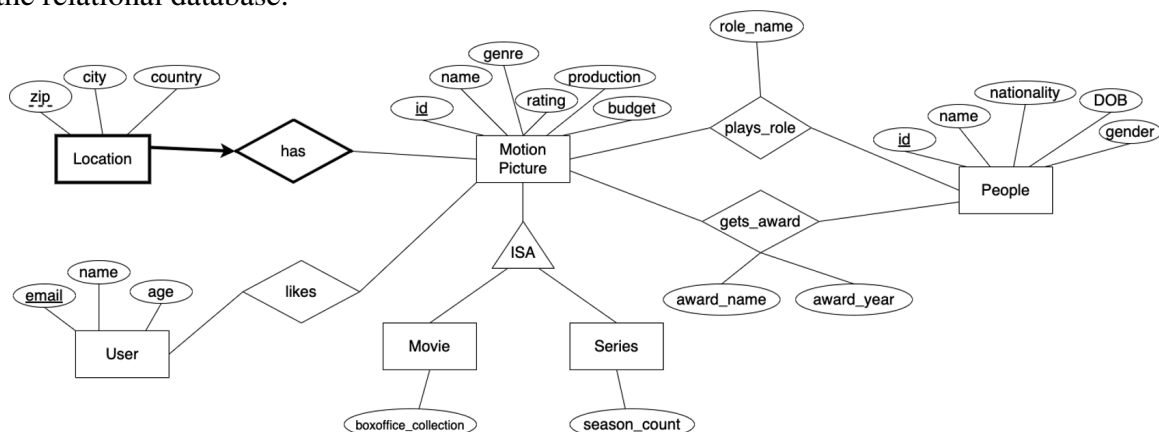 the relational database.
role_name
genre
city
country
name
production
zip
nationality
rating
DOB
id
budget
name
plays_role
id
gender
Location
has
Motion
Picture
People
gets_award
ISA
name
email
age
likes
award_name
award_year
User
Movie
Series
boxoffice_collection
season_count